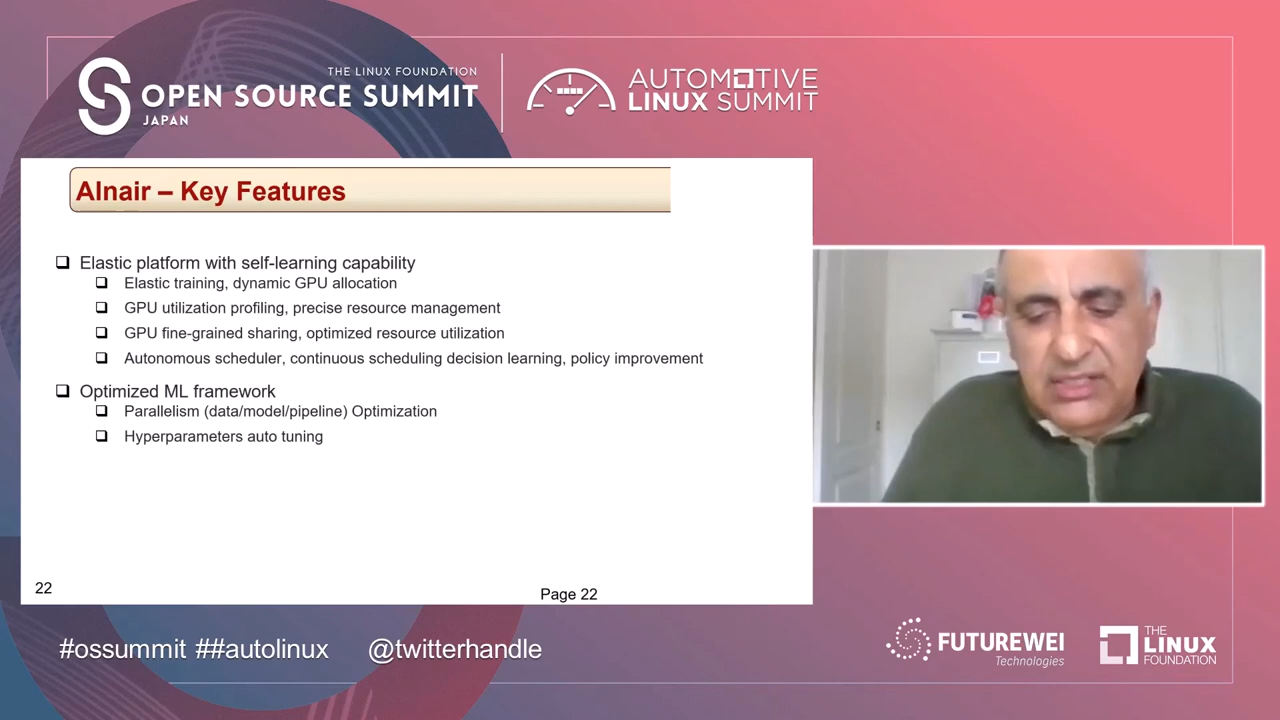 THE LINUX FOUNDATION
OPEN SOURCE SUMMIT
JAPAN
AUTOMOTIVE
LINUX SUMMIT
Alnair – Key Features
Elastic platform with self-learning capability
Elastic training, dynamic GPU allocation
GPU utilization profiling, precise resource management
GPU fine-grained sharing, optimized resource utilization
Autonomous scheduler, continuous scheduling decision learning, policy improvement
Optimized ML framework
Parallelism (data/model/pipeline) Optimization
Hyperparameters auto tuning
22
Page 22
#ossummit ##autolinux @twitterhandle
FUTUREWEI
Technologies
THE
LINUX
FOUNDATION